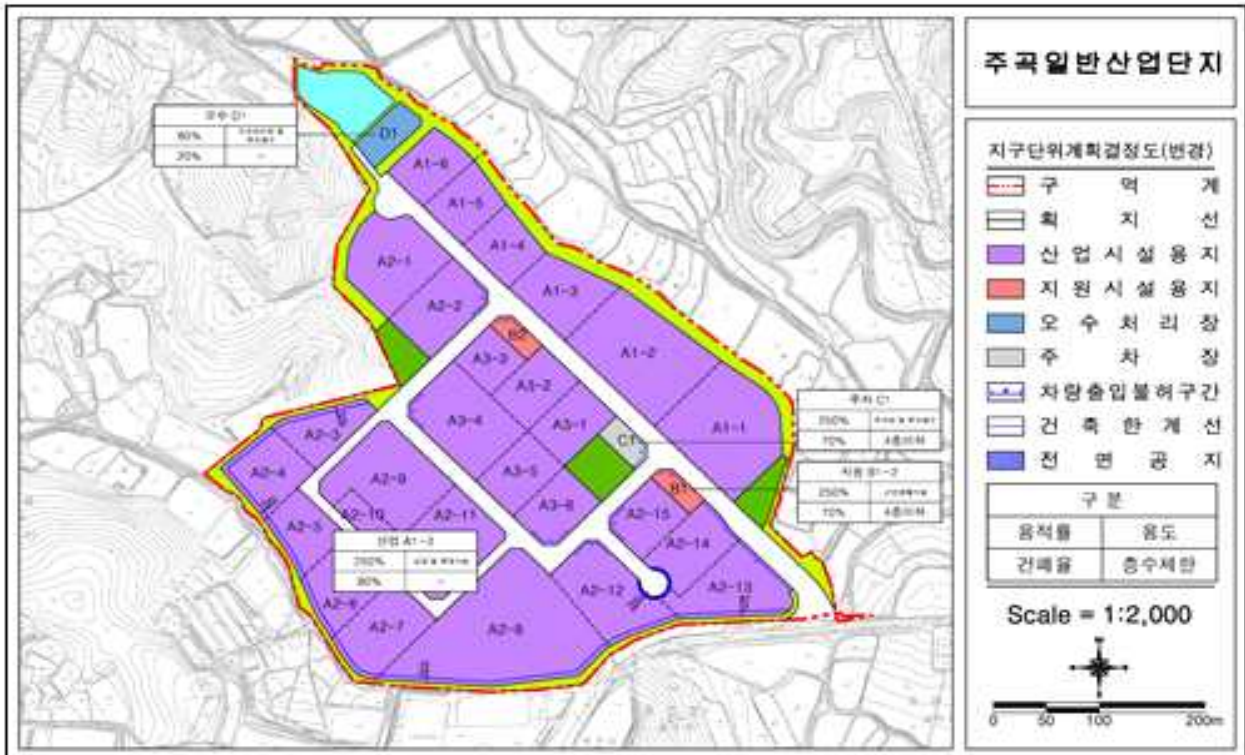 주곡일반산업단지
지구단위계획결정도(변경)
구 역 계
획 지 선
산 업 시 설 용 지
지 원 시 설 용 지
오 수 처 리 장
주 차 장
차량출입불허구간
건 축 한 계 선
전 면 공 지
구 분
용적률 용도
건폐율 층수제한
Scale = 1:2,000
0 50 100 200m
오수 D1
80%
20% -
D1
A1-6
A1-5
A1-4
A2-1
A2-2
A1-3
A1-2
A1-1
B2
A3-3
A3-2
A3-4
A3-1
C1
A3-5
A3-6
주차 C1
250%
70% 4층이하
지원 B1-2
250%
70% 4층이하
B1
A2-3
A2-4
A2-9
A2-5
A2-10
A2-11
A2-15
A2-14
산업 A1-3
80% -
A2-12
A2-13
A2-6
A2-7
A2-8